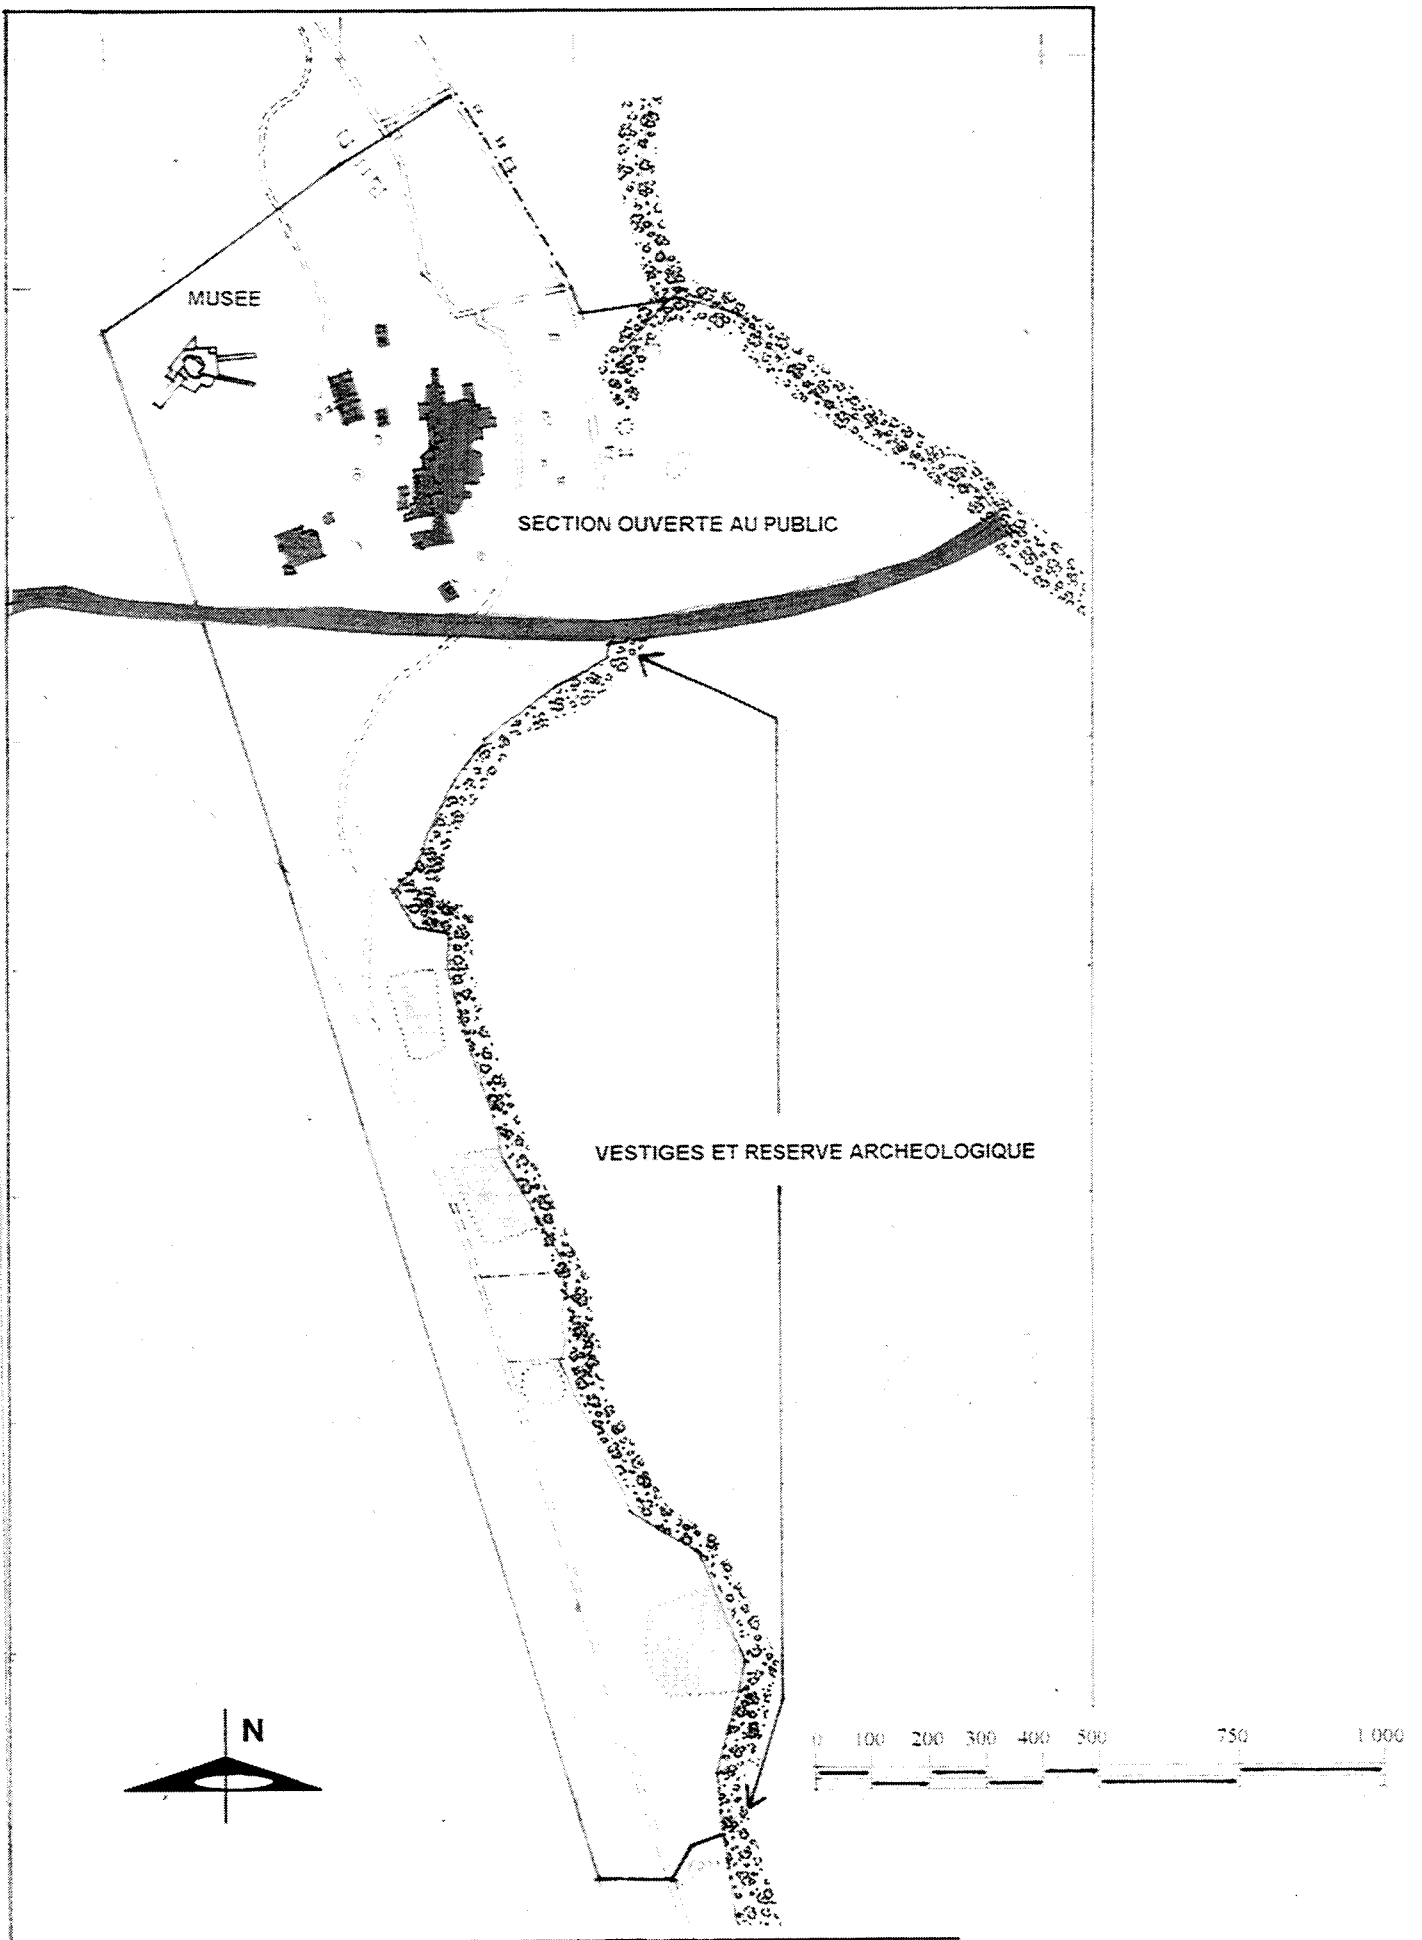 MUSEE
SECTION OUVERTE AU PUBLIC
VESTIGES ET RESERVE ARCHEOLOGIQUE
N
0 100 200 300 400 500 750 1 000